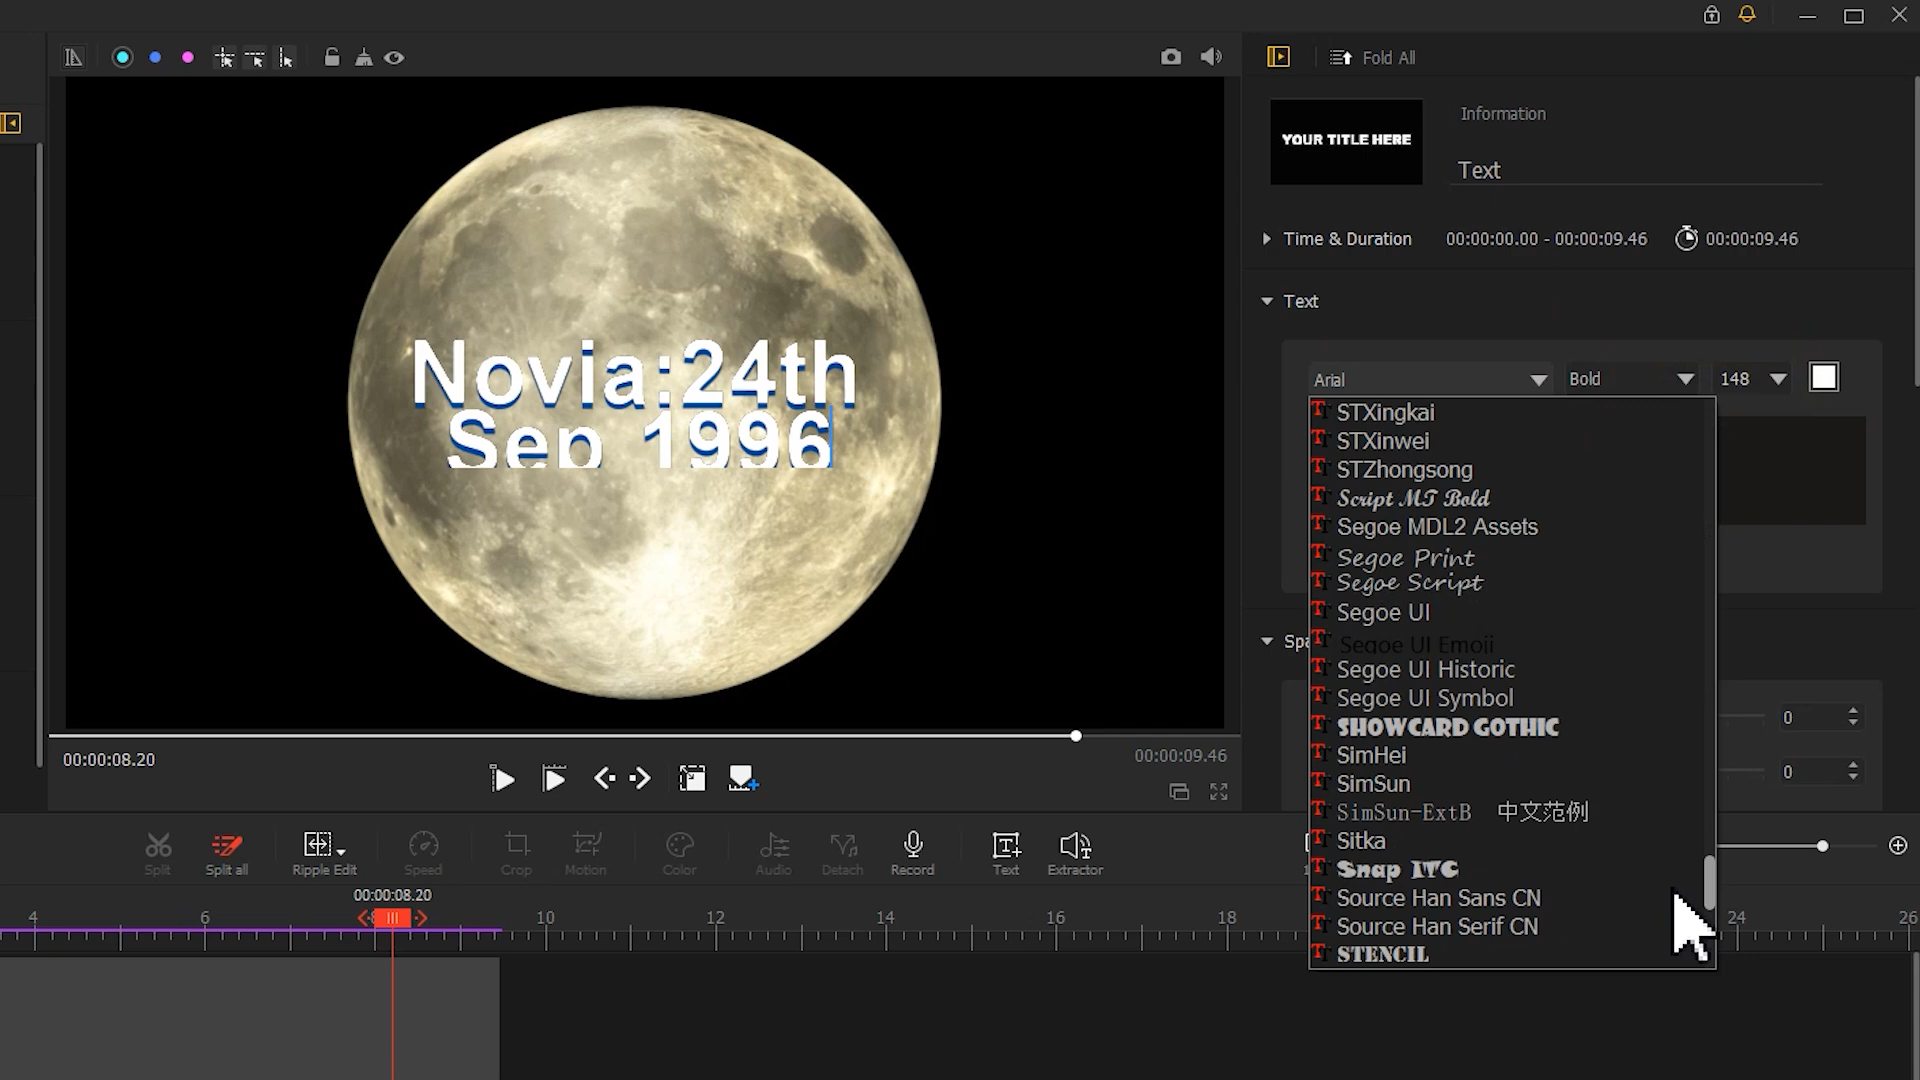 Fold All
Information
YOUR TITLE HERE
Text
Time & Duration 00:00:00.00 - 00:00:09.46 00:00:09.46
Text
Novia:24th
Sep 1996
Arial Bold 148
STXingkai
STXinwei
STZhongsong
Script MT Bold
Segoe MDL2 Assets
Segoe Print
Segoe Script
Segoe UI
Segoe UI Emoji
Segoe UI Historic
Segoe UI Symbol
SHOWCARD GOTHIC
SimHei
SimSun
SimSun-ExtB 中文范例
Sitka
Snap ITC
Source Han Sans CN
Source Han Serif CN
STENCIL
0
0
00:00:08.20 00:00:09.46
Split Split all Ripple Edit Speed Crop Motion Color Audio Detach Record Text Extractor
00:00:08.20
4 6 8 10 12 14 16 18 24 26